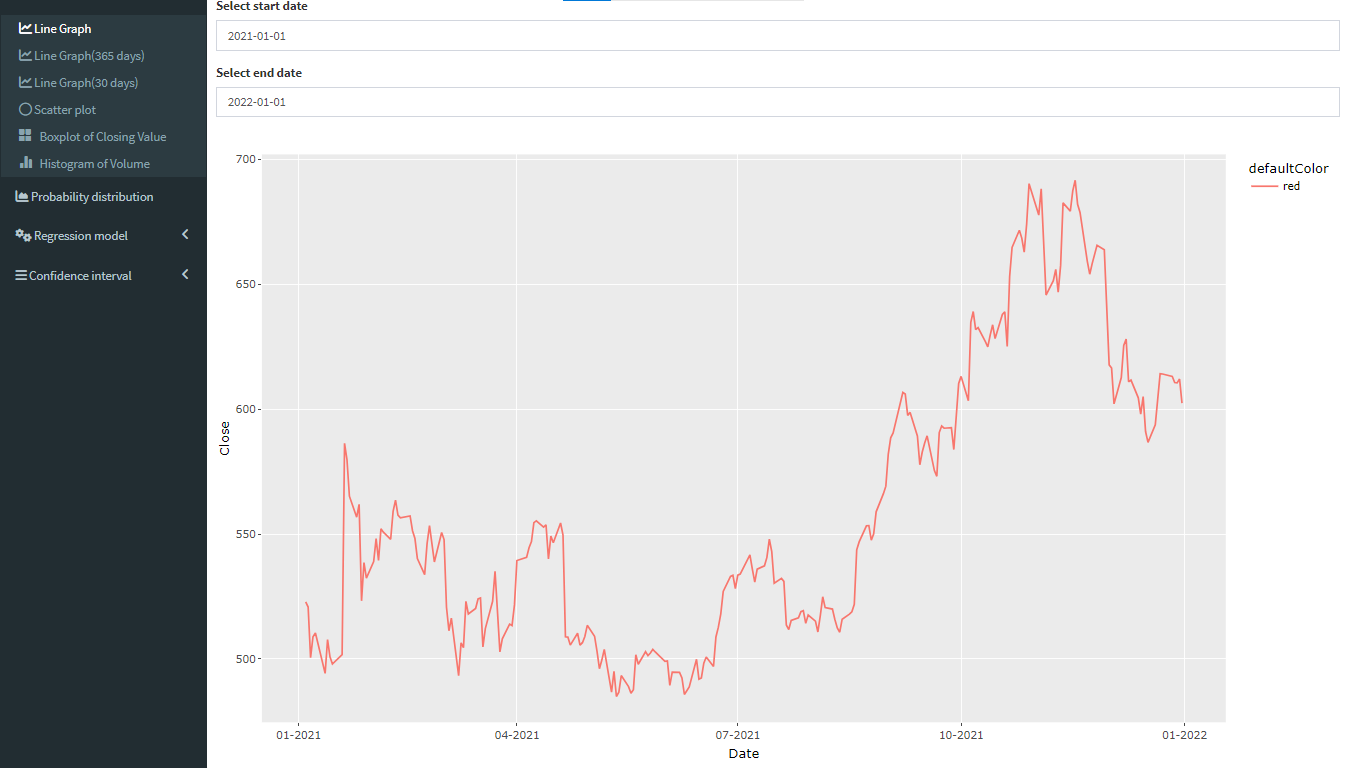 Line Graph
Line Graph(365 days)
Line Graph(30 days)
Scatter plot
Boxplot of Closing Value
Histogram of Volume
Probability distribution
Regression model
Confidence interval
Select start date
2021-01-01
Select end date
2022-01-01
700
650
600
550
500
Close
01-2021
04-2021
07-2021
10-2021
01-2022
Date
defaultColor
red